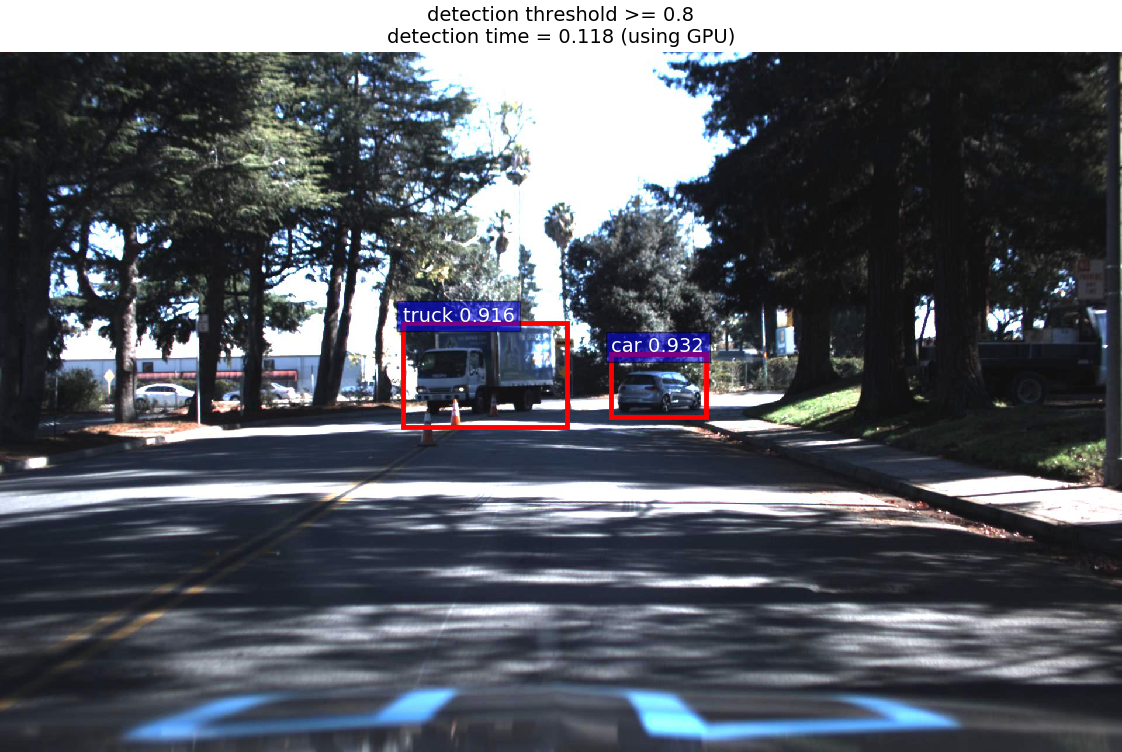 detection threshold >= 0.8
detection time = 0.118 (using GPU)
truck 0.916
car 0.932